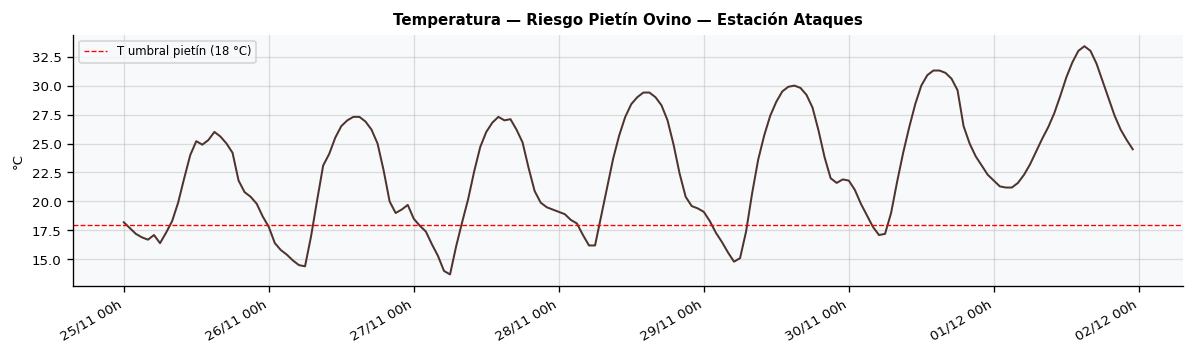 Temperatura — Riesgo Pietín Ovino — Estación Ataques
T umbral pietín (18 °C)
°C
32.5
30.0
27.5
25.0
22.5
20.0
17.5
15.0
25/11 00h
26/11 00h
27/11 00h
28/11 00h
29/11 00h
30/11 00h
01/12 00h
02/12 00h